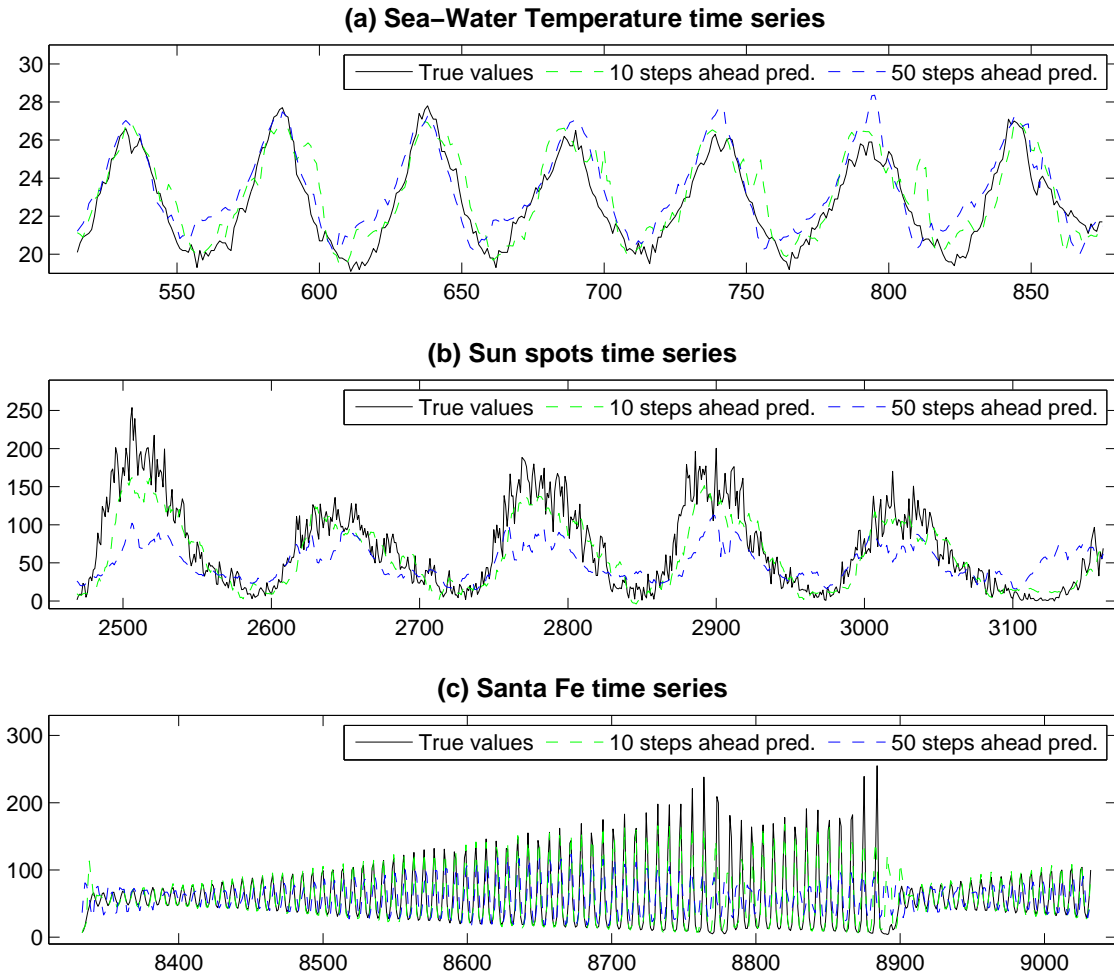 (a) Sea−Water Temperature time series
True values 10 steps ahead pred. 50 steps ahead pred.
30
28
26
24
22
20
550 600 650 700 750 800 850
(b) Sun spots time series
True values 10 steps ahead pred. 50 steps ahead pred.
250
200
150
100
50
0
2500 2600 2700 2800 2900 3000 3100
(c) Santa Fe time series
True values 10 steps ahead pred. 50 steps ahead pred.
300
200
100
0
8400 8500 8600 8700 8800 8900 9000